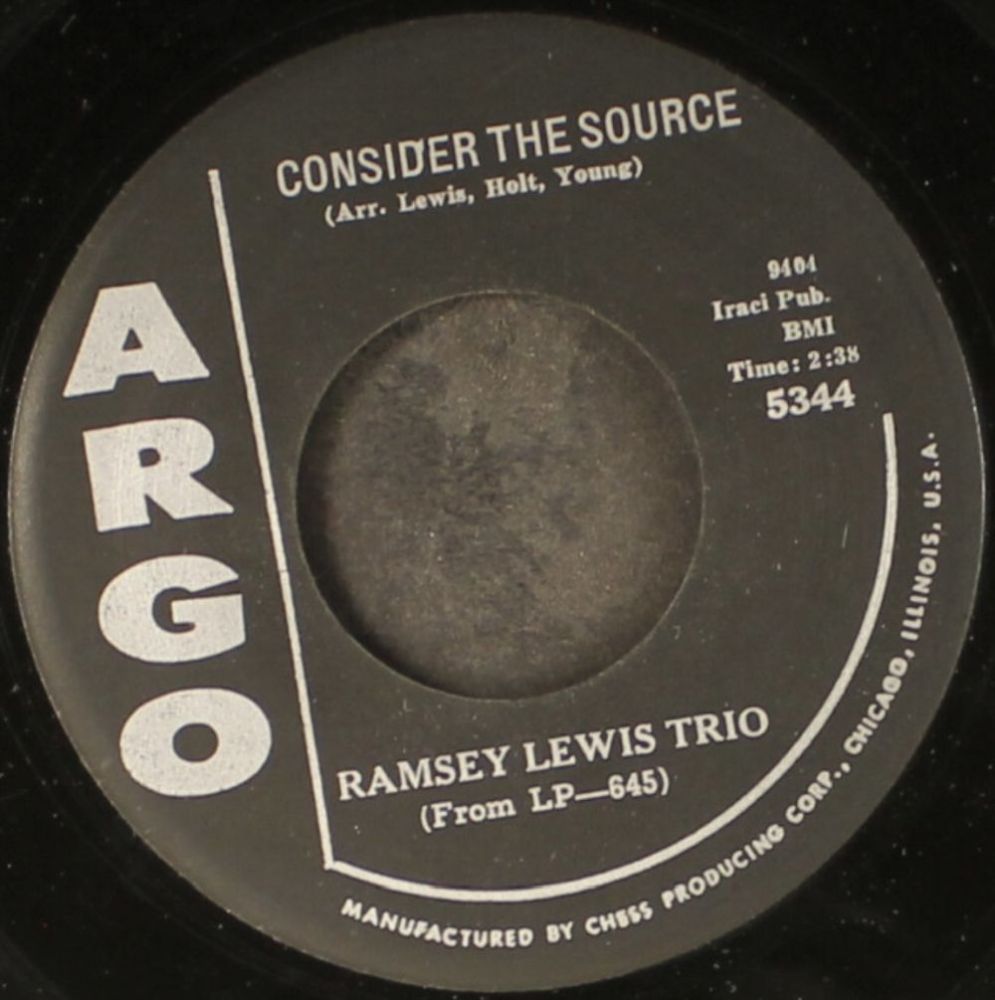 CONSIDER THE SOURCE
(Arr. Lewis, Holt, Young)
9404
Iraci Pub.
BMI
Time: 2:38
5344
ARGO
RAMSEY LEWIS TRIO
(From LP—645)
MANUFACTURED BY CHESS PRODUCING CORP., CHICAGO, ILLINOIS, U.S.A.